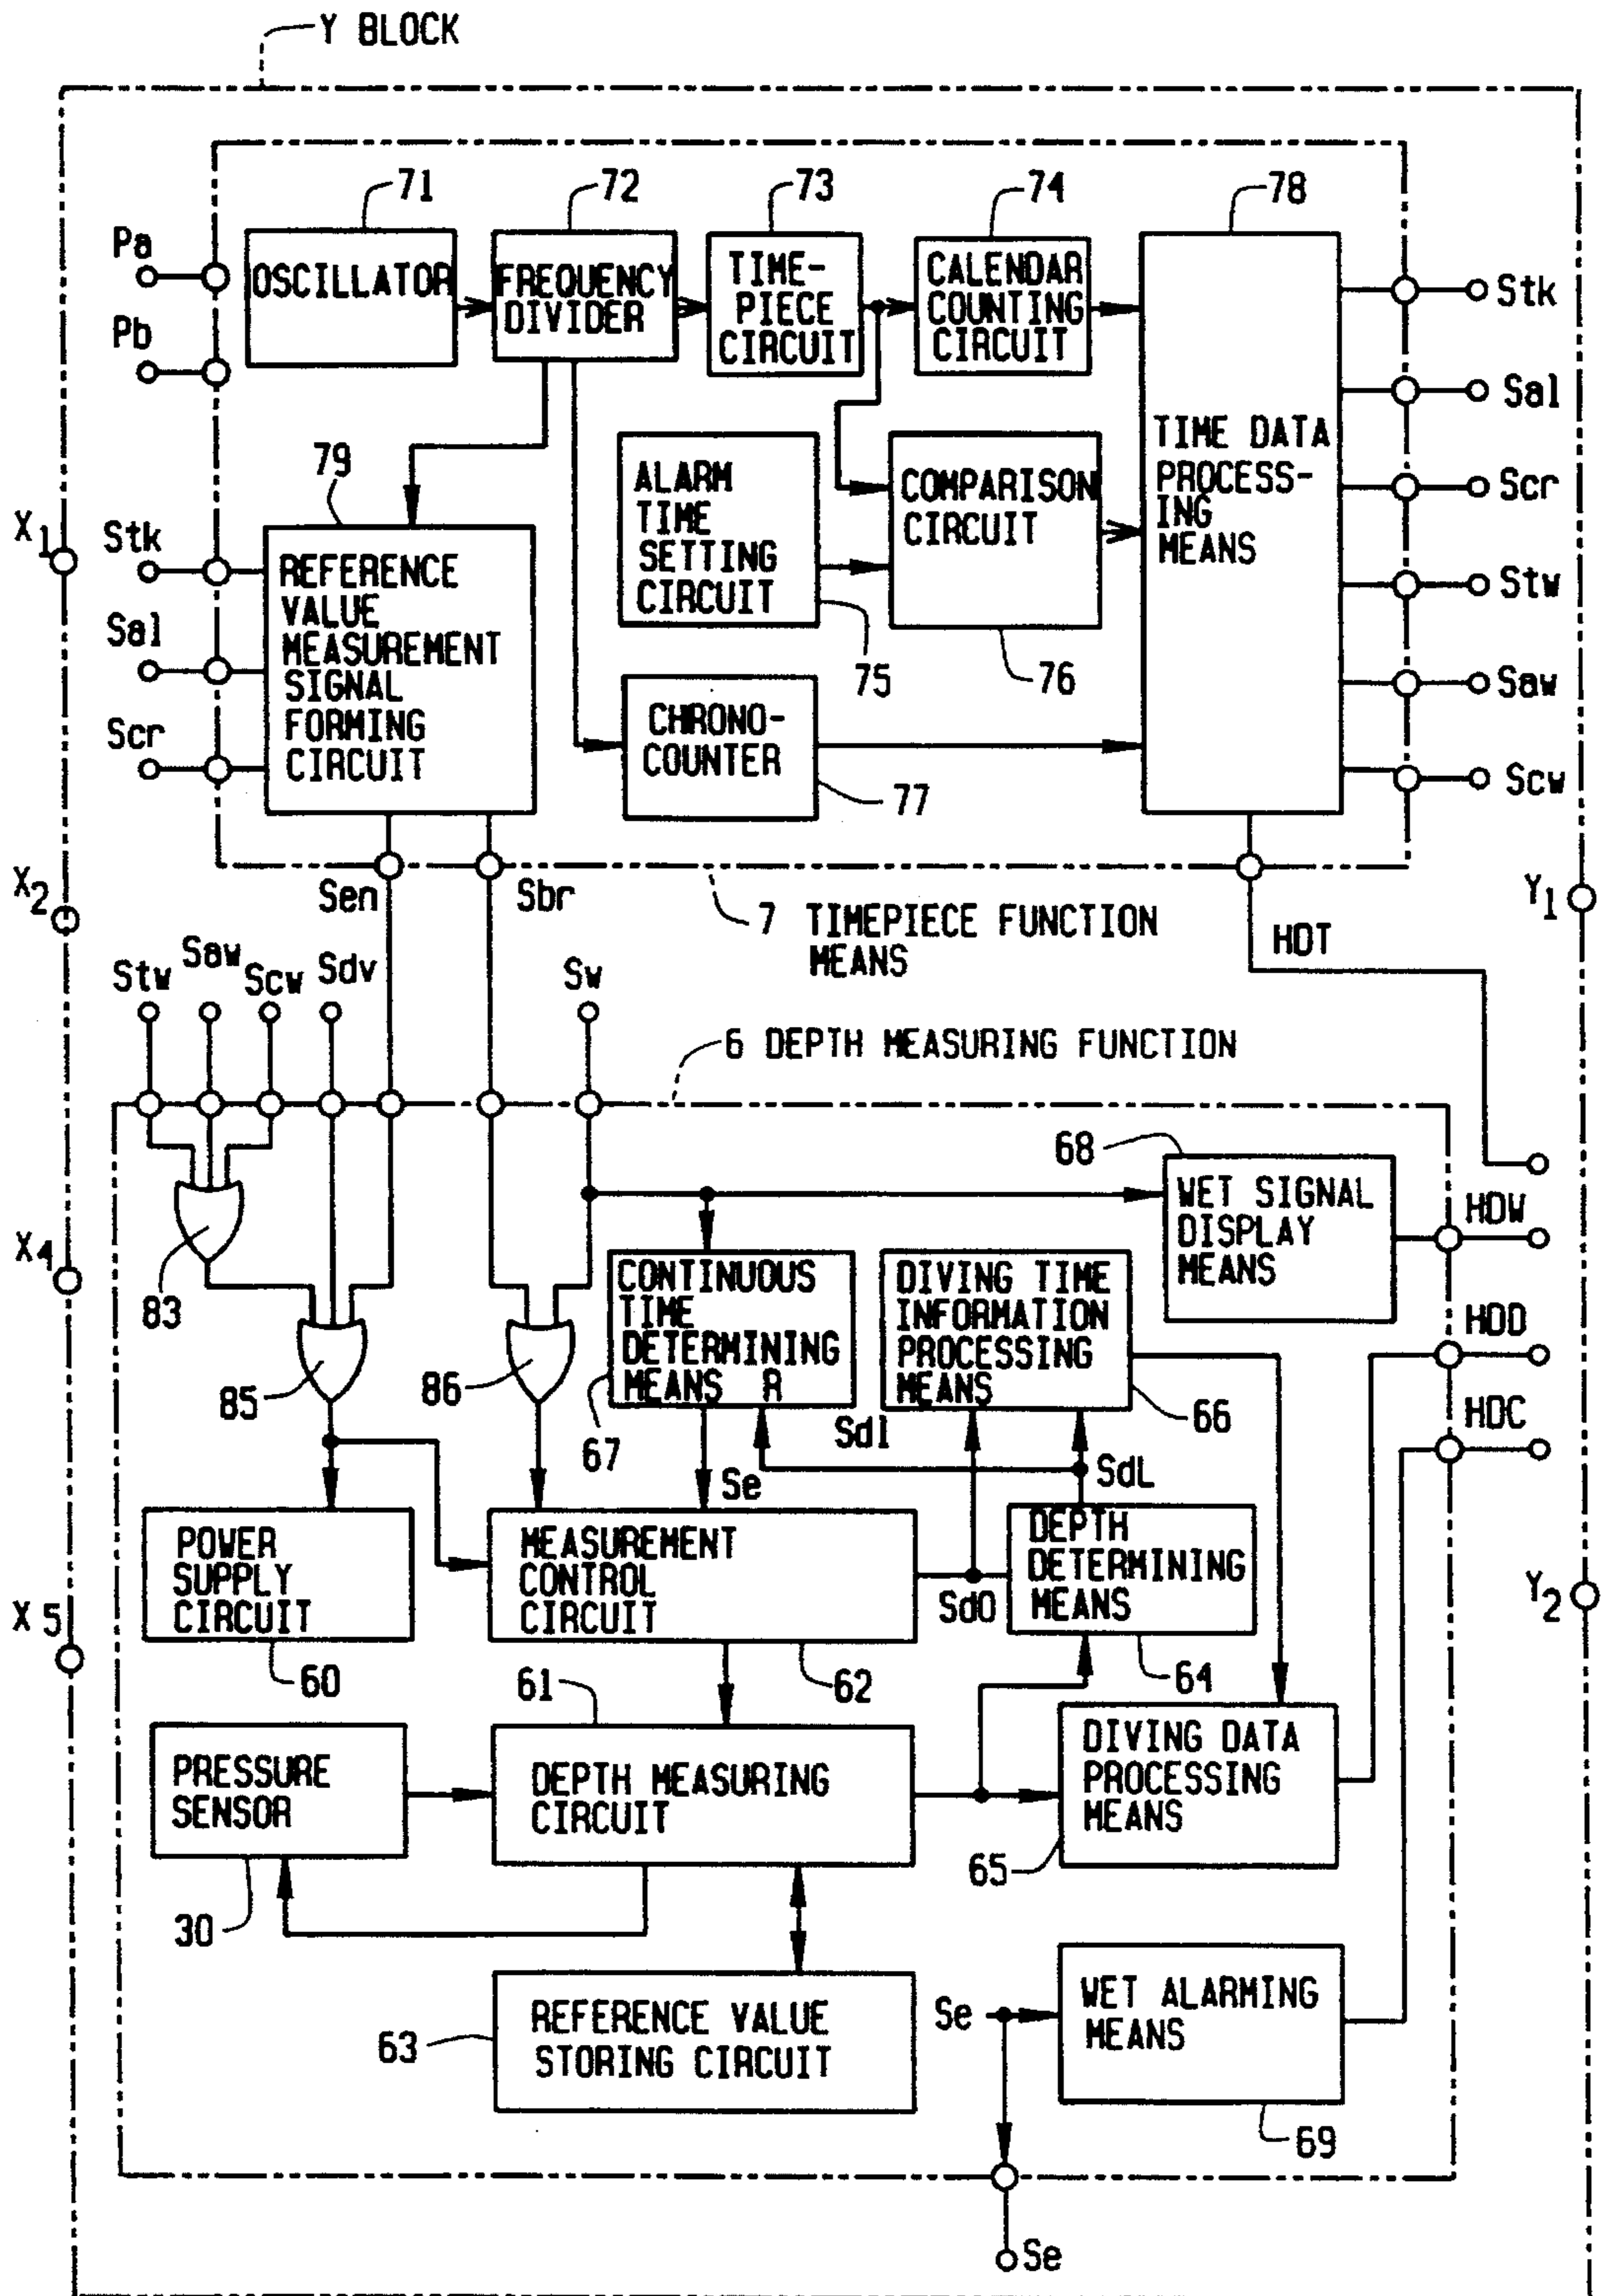 Y BLOCK
71
72
73
74
78
Pa
Pb
OSCILLATOR
FREQUENCY
DIVIDER
TIME-
PIECE
CIRCUIT
CALENDAR
COUNTING
CIRCUIT
TIME DATA
PROCESS-
ING
MEANS
Stk
Sal
Scr
Stw
Saw
Scw
79
ALARM
TIME
SETTING
CIRCUIT
75
COMPARISON
CIRCUIT
76
X1
Stk
Sal
Scr
REFERENCE
VALUE
MEASUREMENT
SIGNAL
FORMING
CIRCUIT
CHRONO-
COUNTER
77
X2
Sen
Sbr
7 TIMEPIECE FUNCTION
MEANS
HDT
Y1
Stw
Saw
Scw
Sdv
Sw
6 DEPTH MEASURING FUNCTION
68
WET SIGNAL
DISPLAY
MEANS
HDW
HDD
HDC
X4
83
85
86
CONTINUOUS
TIME
DETERMINING
MEANS R
67
DIVING TIME
INFORMATION
PROCESSING
MEANS
66
Sd1
SdL
Se
POWER
SUPPLY
CIRCUIT
60
MEASUREMENT
CONTROL
CIRCUIT
62
Sd0
DEPTH
DETERMINING
MEANS
64
X5
Y2
61
PRESSURE
SENSOR
30
DEPTH MEASURING
CIRCUIT
DIVING DATA
PROCESSING
MEANS
65
63
REFERENCE VALUE
STORING CIRCUIT
Se
WET ALARMING
MEANS
69
Se